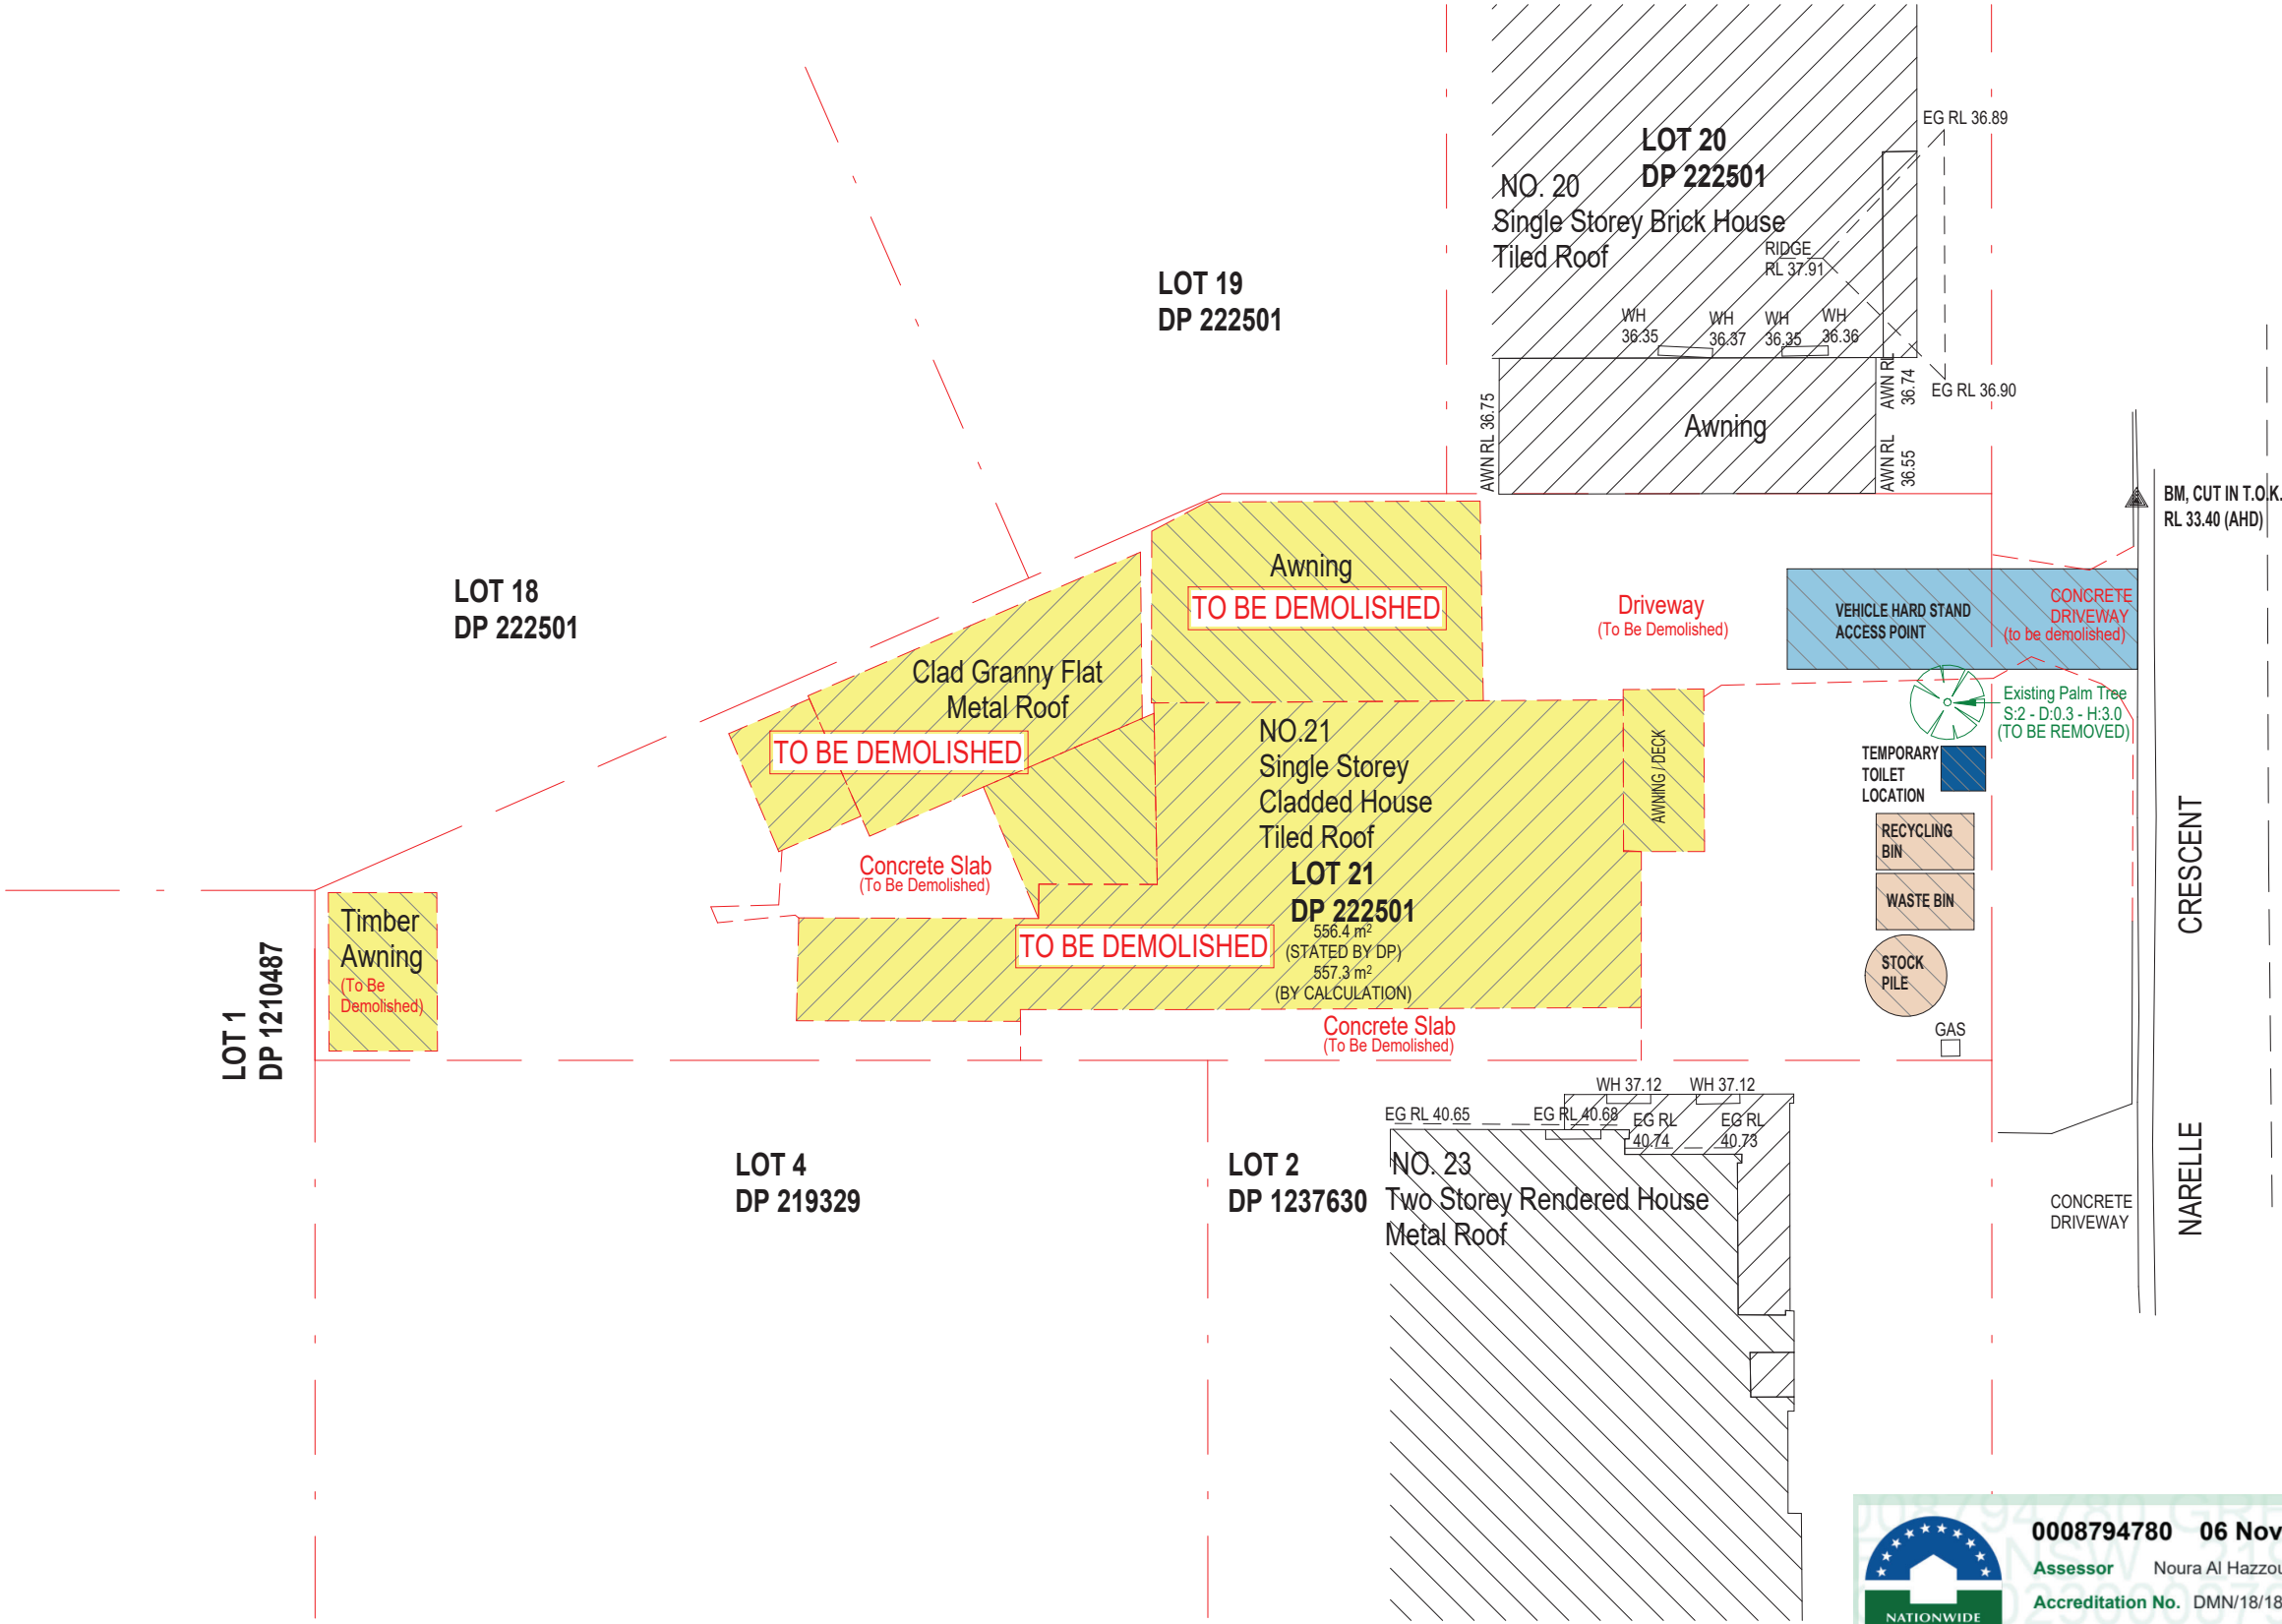 LOT 20
DP 222501
NO. 20
Single Storey Brick House
Tiled Roof
EG RL 36.89
RIDGE
RL 37.91
WH
36.35
WH
36.37
WH
36.35
WH
36.36
AWN RL
36.74
EG RL 36.90
AWN RL 36.75
Awning
AWN RL
36.55
LOT 19
DP 222501
BM, CUT IN T.O.K.
RL 33.40 (AHD)
LOT 18
DP 222501
Awning
TO BE DEMOLISHED
Driveway
(To Be Demolished)
VEHICLE HARD STAND
ACCESS POINT
CONCRETE
DRIVEWAY
(to be demolished)
Clad Granny Flat
Metal Roof
TO BE DEMOLISHED
Existing Palm Tree
S:2 - D:0.3 - H:3.0
(TO BE REMOVED)
NO.21
Single Storey
Cladded House
Tiled Roof
AWNING / DECK
TEMPORARY
TOILET
LOCATION
RECYCLING
BIN
WASTE BIN
STOCK
PILE
GAS
Concrete Slab
(To Be Demolished)
LOT 21
DP 222501
556.4 m²
(STATED BY DP)
557.3 m²
(BY CALCULATION)
TO BE DEMOLISHED
Timber
Awning
(To Be
Demolished)
LOT 1
DP 1210487
Concrete Slab
(To Be Demolished)
CRESCENT
NARELLE
WH 37.12
WH 37.12
EG RL 40.65
EG RL 40.68
EG RL
40.74
EG RL
40.73
LOT 4
DP 219329
LOT 2
DP 1237630
NO. 23
Two Storey Rendered House
Metal Roof
CONCRETE
DRIVEWAY
0008794780 06 Nov
Assessor Noura Al Hazzou
Accreditation No. DMN/18/18
NATIONWIDE